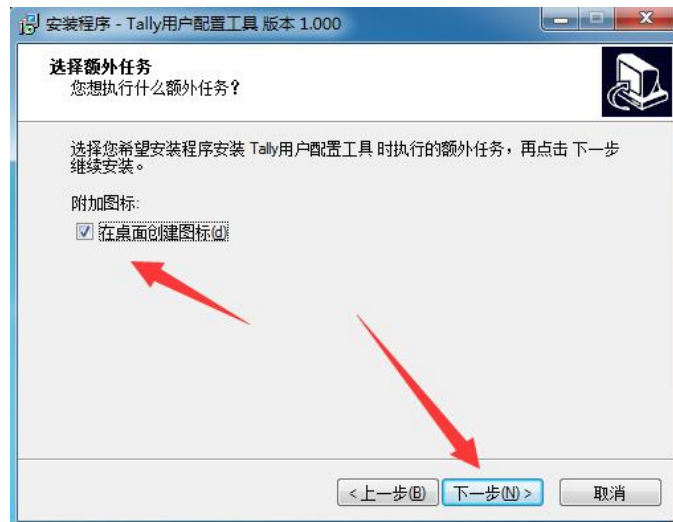 安装程序 - Tally用户配置工具 版本 1.000
选择额外任务
您想执行什么额外任务?
选择您希望安装程序安装 Tally用户配置工具 时执行的额外任务，再点击 下一步
继续安装。
附加图标:
在桌面创建图标(d)
<上一步(B) 下一步(N)> 取消